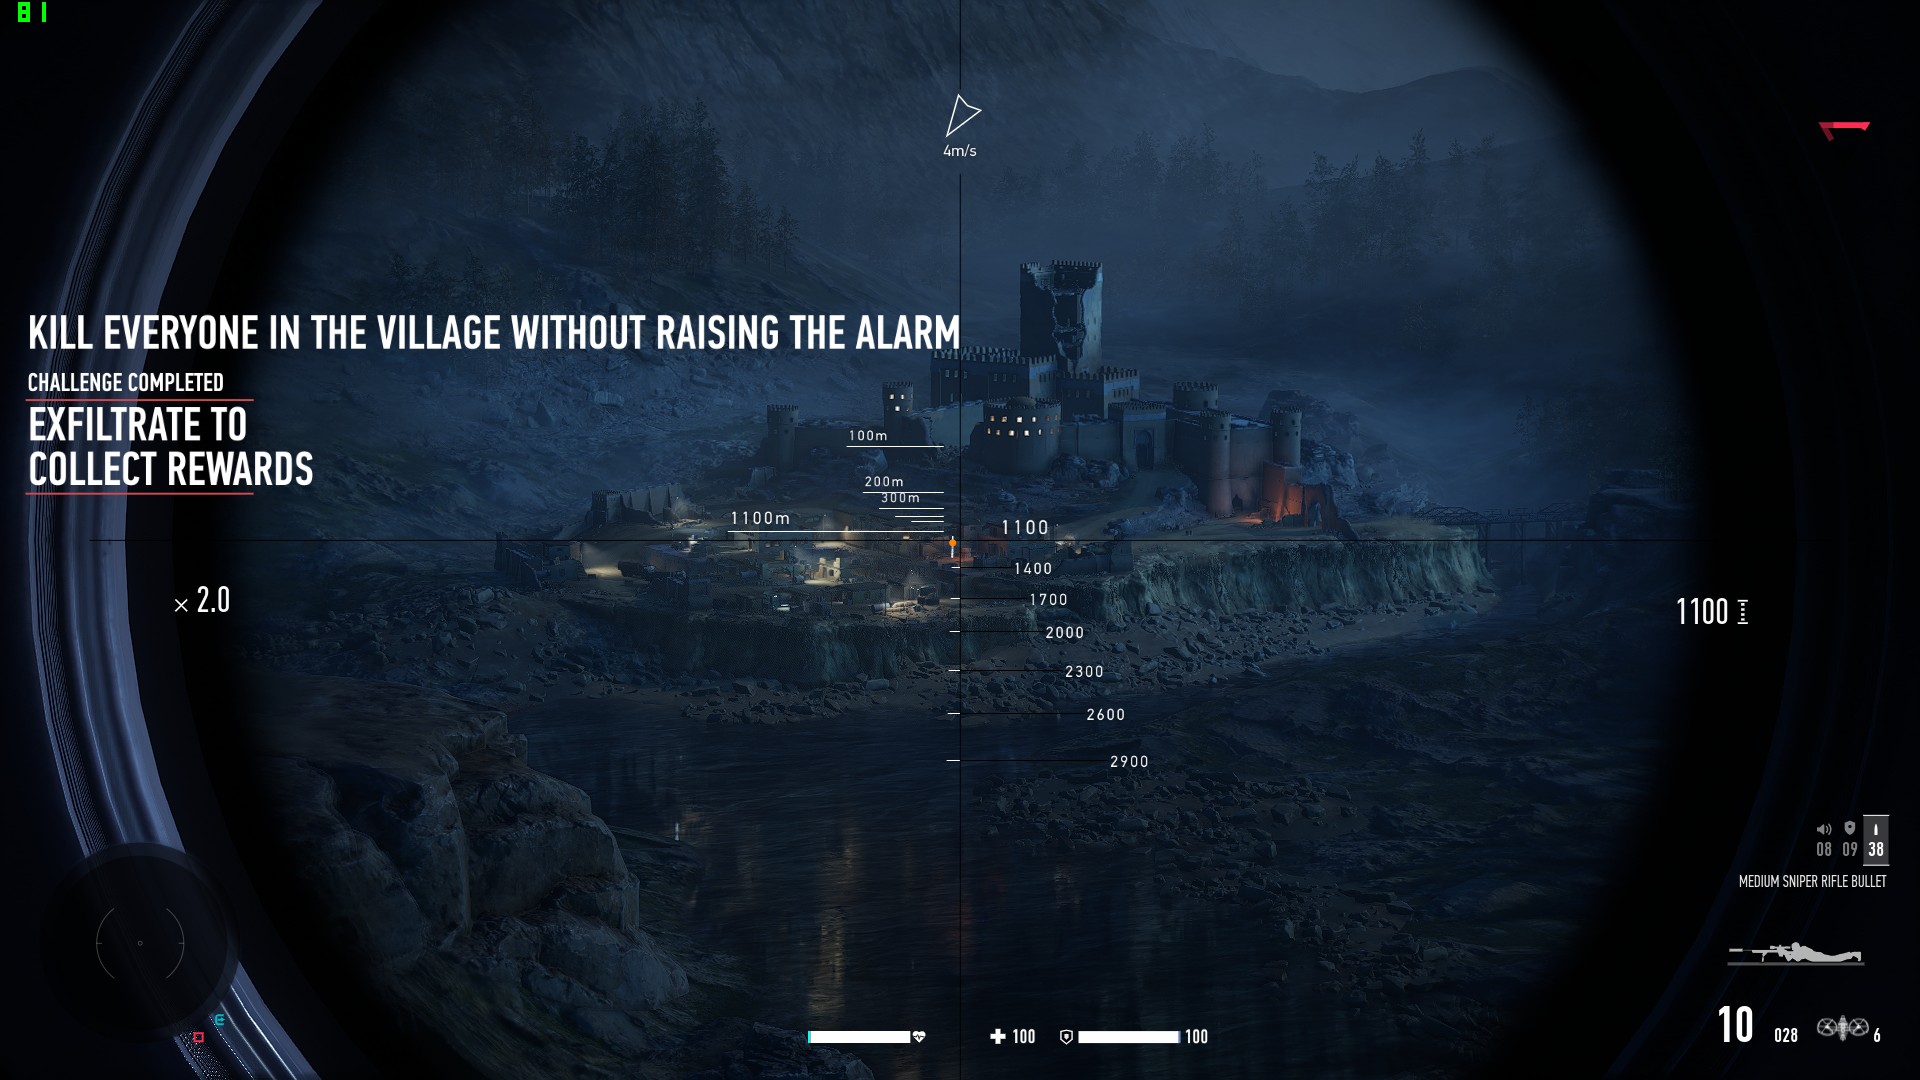 81
4m/s
KILL EVERYONE IN THE VILLAGE WITHOUT RAISING THE ALARM
CHALLENGE COMPLETED
EXFILTRATE TO
COLLECT REWARDS
100m
200m
300m
1100m
1100
1400
1700
2000
2300
2600
2900
× 2.0
1100
08 09 38
MEDIUM SNIPER RIFLE BULLET
E
100 100
10 028 6